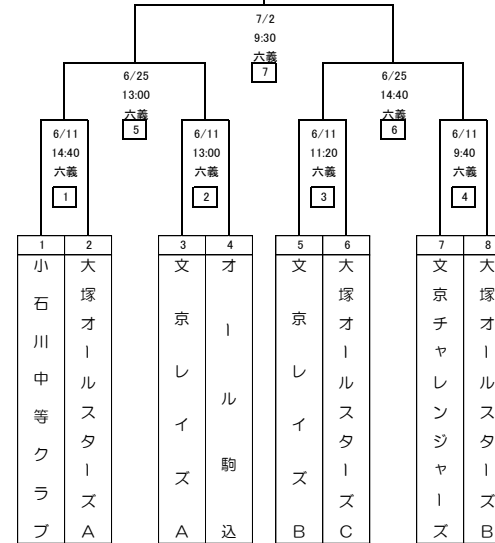 7/2
9:30
六義
7
6/25
13:00
六義
5
6/25
14:40
六義
6
6/11
14:40
六義
1
6/11
13:00
六義
2
6/11
11:20
六義
3
6/11
9:40
六義
4
1
2
3
4
5
6
7
8
小石川中等クラブ
大塚オールスターズA
文京レイズA
オール駒込
文京レイズB
大塚オールスターズC
文京チャレンジャーズ
大塚オールスターズB